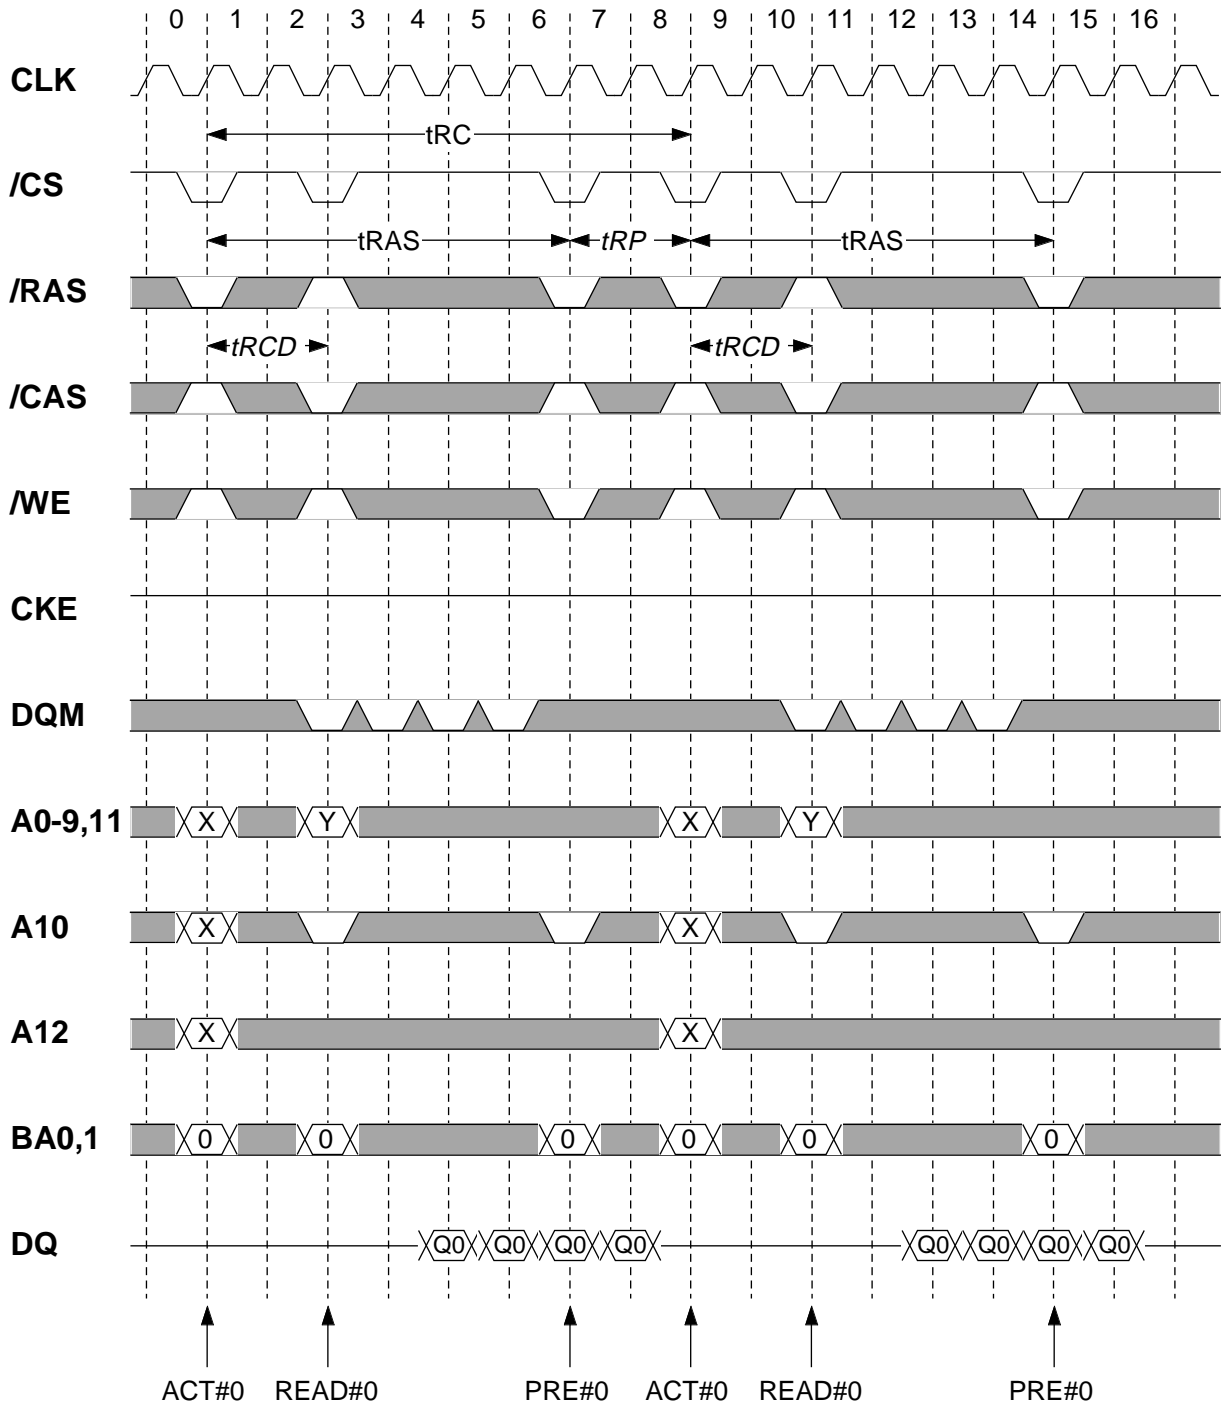 0 1 2 3 4 5 6 7 8 9 10 11 12 13 14 15 16
CLK
tRC
/CS
tRAS tRP tRAS
/RAS
tRCD tRCD
/CAS
/WE
CKE
DQM
A0-9,11 X Y X Y
A10 X X
A12 X X
BA0,1 0 0 0 0 0 0
DQ Q0 Q0 Q0 Q0 Q0 Q0 Q0 Q0
ACT#0 READ#0 PRE#0 ACT#0 READ#0 PRE#0